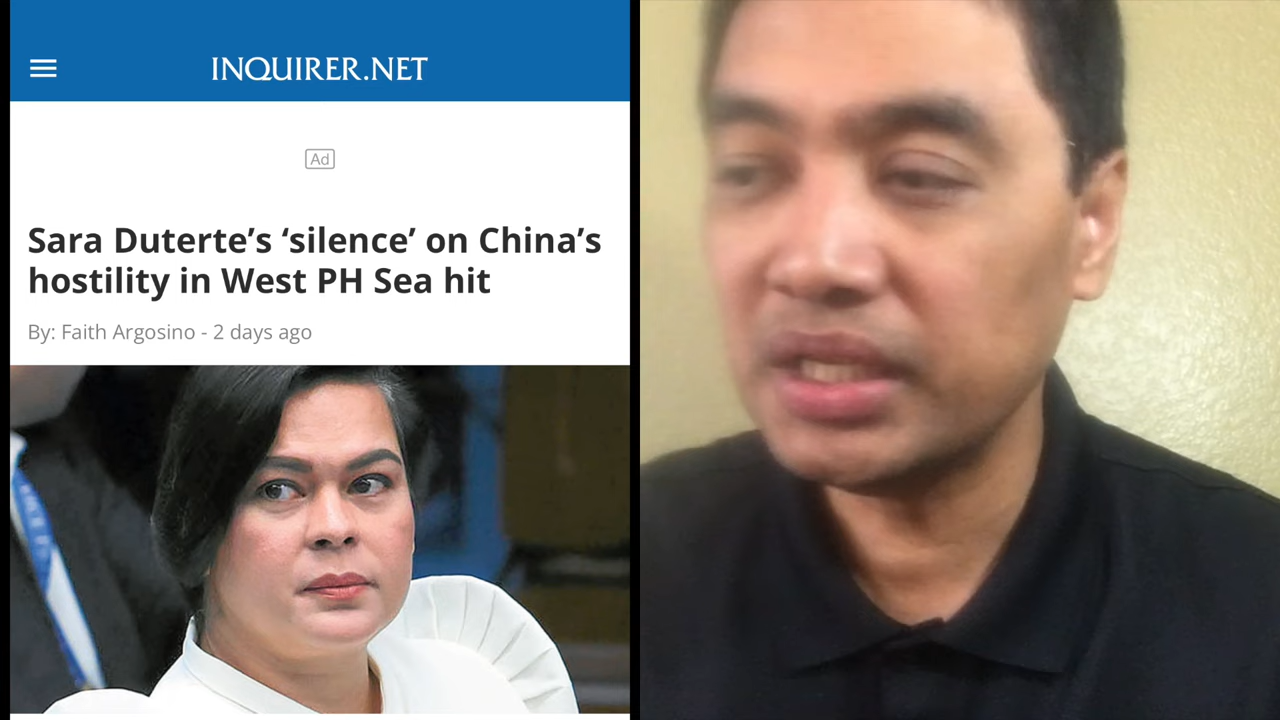 INQUIRER.NET
Ad
Sara Duterte's ‘silence’ on China’s
hostility in West PH Sea hit
By: Faith Argosino - 2 days ago